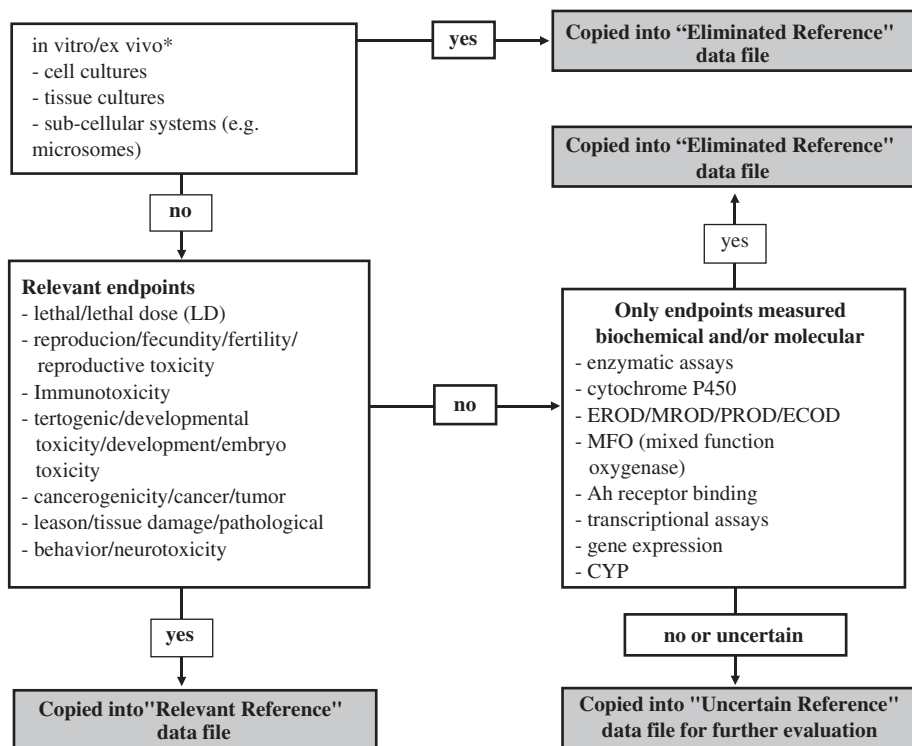 in vitro/ex vivo*
- cell cultures
- tissue cultures
- sub-cellular systems (e.g.
microsomes)
yes
Copied into “Eliminated Reference"
data file
Copied into “Eliminated Reference"
data file
no
yes
Relevant endpoints
- lethal/lethal dose (LD)
- reproducion/fecundity/fertility/
reproductive toxicity
- Immunotoxicity
- tertogenic/developmental
toxicity/development/embryo
toxicity
- cancerogenicity/cancer/tumor
- leason/tissue damage/pathological
- behavior/neurotoxicity
no
Only endpoints measured
biochemical and/or molecular
- enzymatic assays
- cytochrome P450
- EROD/MROD/PROD/ECOD
- MFO (mixed function
oxygenase)
- Ah receptor binding
- transcriptional assays
- gene expression
- CYP
yes
no or uncertain
Copied into"Relevant Reference"
data file
Copied into "Uncertain Reference"
data file for further evaluation